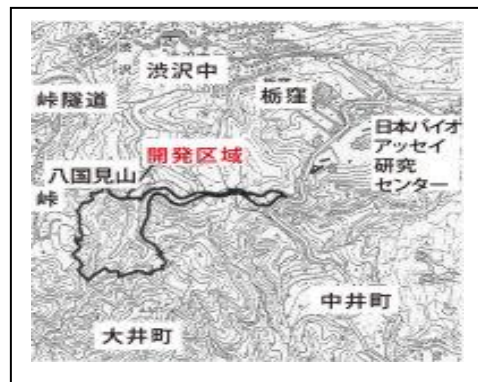 渋沢
渋沢中
峠隧道
栃窪
日本バイオ
アッセイ
研究
センター
開発区域
八国見山
峠
中井町
大井町